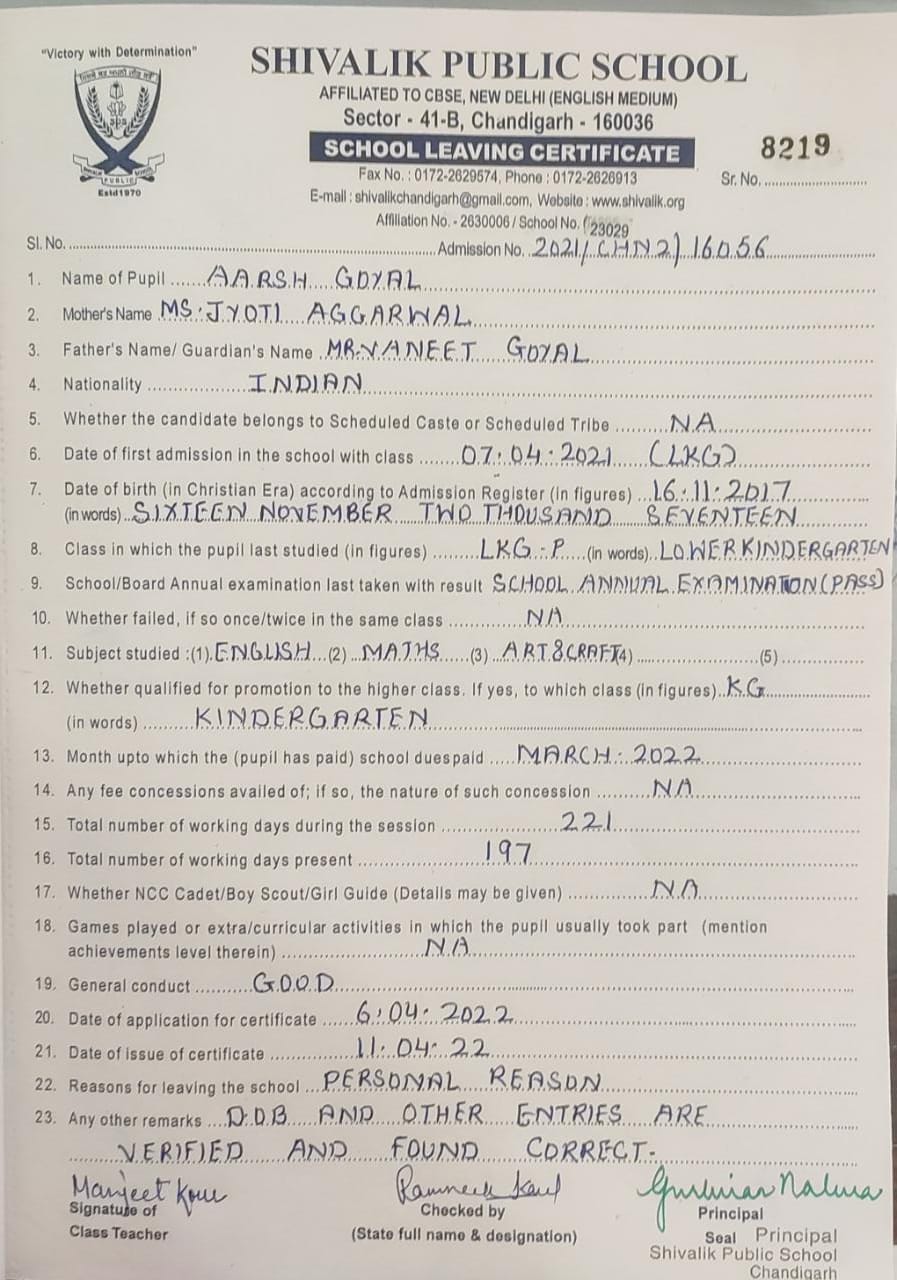 "Victory with Determination"
SHIVALIK PUBLIC SCHOOL
AFFILIATED TO CBSE, NEW DELHI (ENGLISH MEDIUM)
Sector - 41-B, Chandigarh - 160036
SCHOOL LEAVING CERTIFICATE
8219
Fax No. : 0172-2629574, Phone : 0172-2626913
Sr. No. ..........
E-mail : shivalikchandigarh@gmail.com, Website : www.shivalik.org
sps
PUBLIC
Estd1970
Affiliation No. - 2630006 / School No. 23029
Sl. No. .......... Admission No. 2021/(CHN2)/16056
1. Name of Pupil ...... AARSH GOYAL
2. Mother's Name MS. JYOTI AGGARWAL
3. Father's Name/ Guardian's Name MR. VANEET GOYAL
4. Nationality .......... INDIAN
5. Whether the candidate belongs to Scheduled Caste or Scheduled Tribe .......... NA
6. Date of first admission in the school with class ....... 07.04.2021 (LKG)
7. Date of birth (in Christian Era) according to Admission Register (in figures) ... 16.11.2017
(in words) SIXTEEN NOVEMBER TWO THOUSAND SEVENTEEN
8. Class in which the pupil last studied (in figures) ......... LKG - P (in words) LOWER KINDERGARTEN
9. School/Board Annual examination last taken with result SCHOOL ANNUAL EXAMINATION (PASS)
10. Whether failed, if so once/twice in the same class ............ NA
11. Subject studied :(1) ENGLISH (2) MATHS (3) ART & CRAFT (4) .......... (5) ..........
12. Whether qualified for promotion to the higher class. If yes, to which class (in figures) KG
(in words) ......... KINDERGARTEN
13. Month upto which the (pupil has paid) school duespaid ..... MARCH. 2022
14. Any fee concessions availed of; if so, the nature of such concession .......... NA
15. Total number of working days during the session .......... 221
16. Total number of working days present .......... 197
17. Whether NCC Cadet/Boy Scout/Girl Guide (Details may be given) .......... NA
18. Games played or extra/curricular activities in which the pupil usually took part (mention
achievements level therein) .......... NA
19. General conduct .......... GOOD
20. Date of application for certificate ...... 6.04.2022
21. Date of issue of certificate .......... 11.04.22
22. Reasons for leaving the school ... PERSONAL REASON
23. Any other remarks .... D.O.B AND OTHER ENTRIES ARE
VERIFIED AND FOUND CORRECT.
Manjeet Kour
Signature of
Class Teacher
Checked by
(State full name & designation)
Principal
Seal Principal
Shivalik Public School
Chandigarh